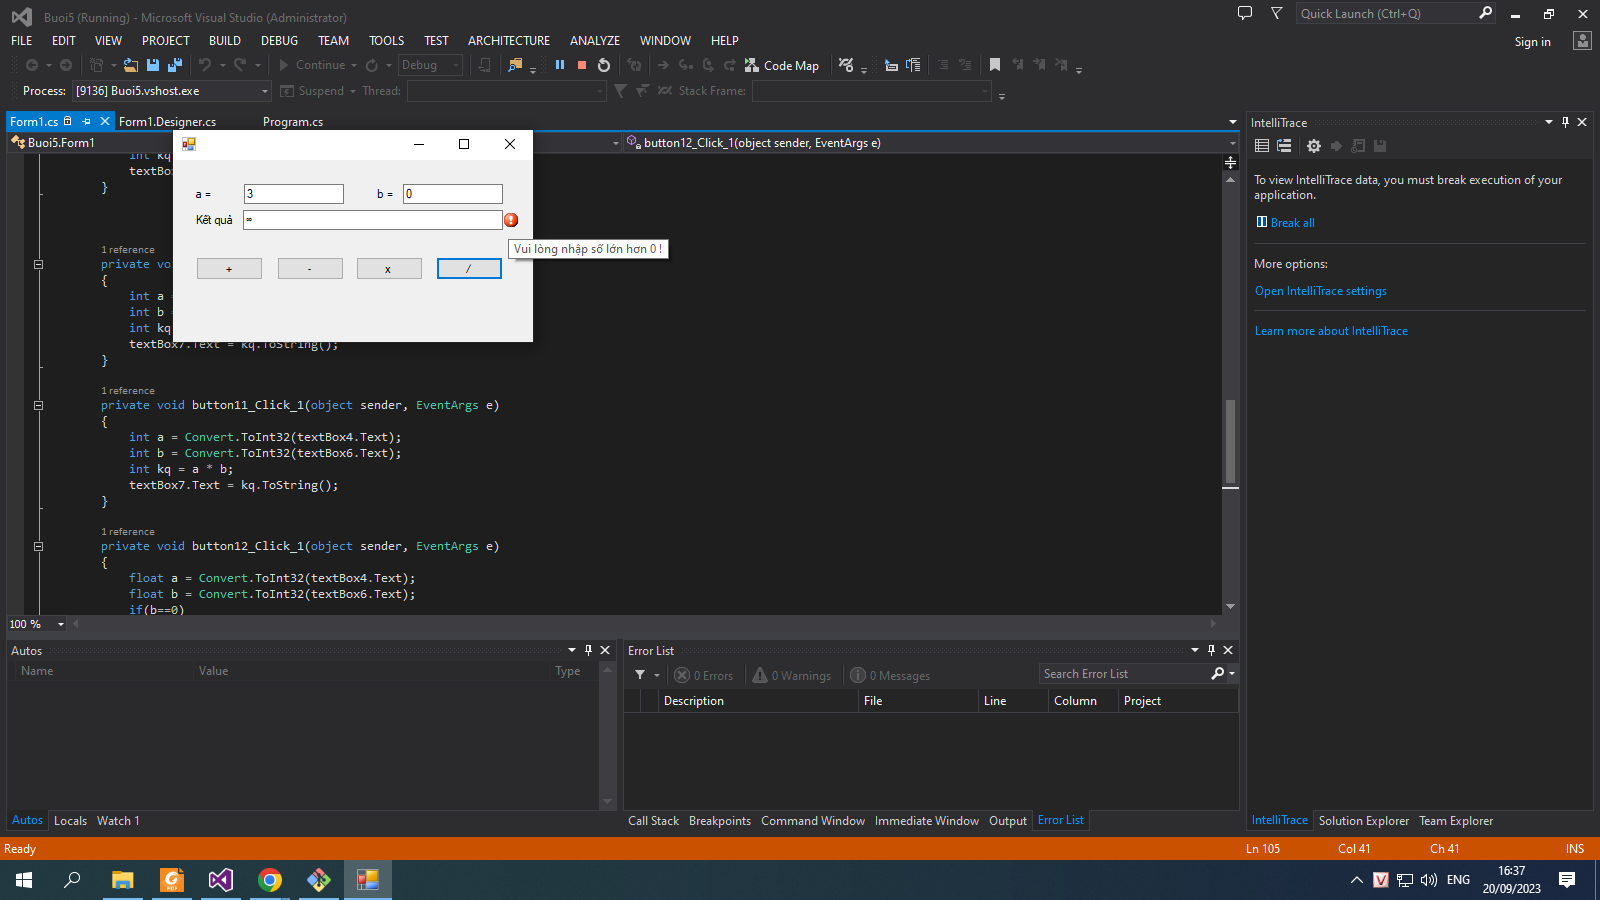 Buoi5 (Running) - Microsoft Visual Studio (Administrator)
Quick Launch (Ctrl+Q)
FILE EDIT VIEW PROJECT BUILD DEBUG TEAM TOOLS TEST ARCHITECTURE ANALYZE WINDOW HELP
Sign in
Continue
Debug
Code Map
Process: [9136] Buoi5.vshost.exe
Suspend
Thread:
Stack Frame:
Form1.cs
Form1.Designer.cs
Program.cs
Buoi5.Form1
button12_Click_1(object sender, EventArgs e)
int kq
textBox
}
a =
3
b =
0
Kết quả
∞
Vui lòng nhập số lớn hơn 0 !
+
-
x
/
1 reference
private vo
{
int a =
int b =
int kq
textBox7.Text = kq.ToString();
}
1 reference
private void button11_Click_1(object sender, EventArgs e)
{
int a = Convert.ToInt32(textBox4.Text);
int b = Convert.ToInt32(textBox6.Text);
int kq = a * b;
textBox7.Text = kq.ToString();
}
1 reference
private void button12_Click_1(object sender, EventArgs e)
{
float a = Convert.ToInt32(textBox4.Text);
float b = Convert.ToInt32(textBox6.Text);
if(b==0)
100 %
IntelliTrace
To view IntelliTrace data, you must break execution of your
application.
Break all
More options:
Open IntelliTrace settings
Learn more about IntelliTrace
Autos
Name
Value
Type
Autos
Locals
Watch 1
Error List
0 Errors
0 Warnings
0 Messages
Search Error List
Description
File
Line
Column
Project
Call Stack
Breakpoints
Command Window
Immediate Window
Output
Error List
IntelliTrace
Solution Explorer
Team Explorer
Ready
Ln 105
Col 41
Ch 41
INS
PDF
V
ENG
16:37
20/09/2023